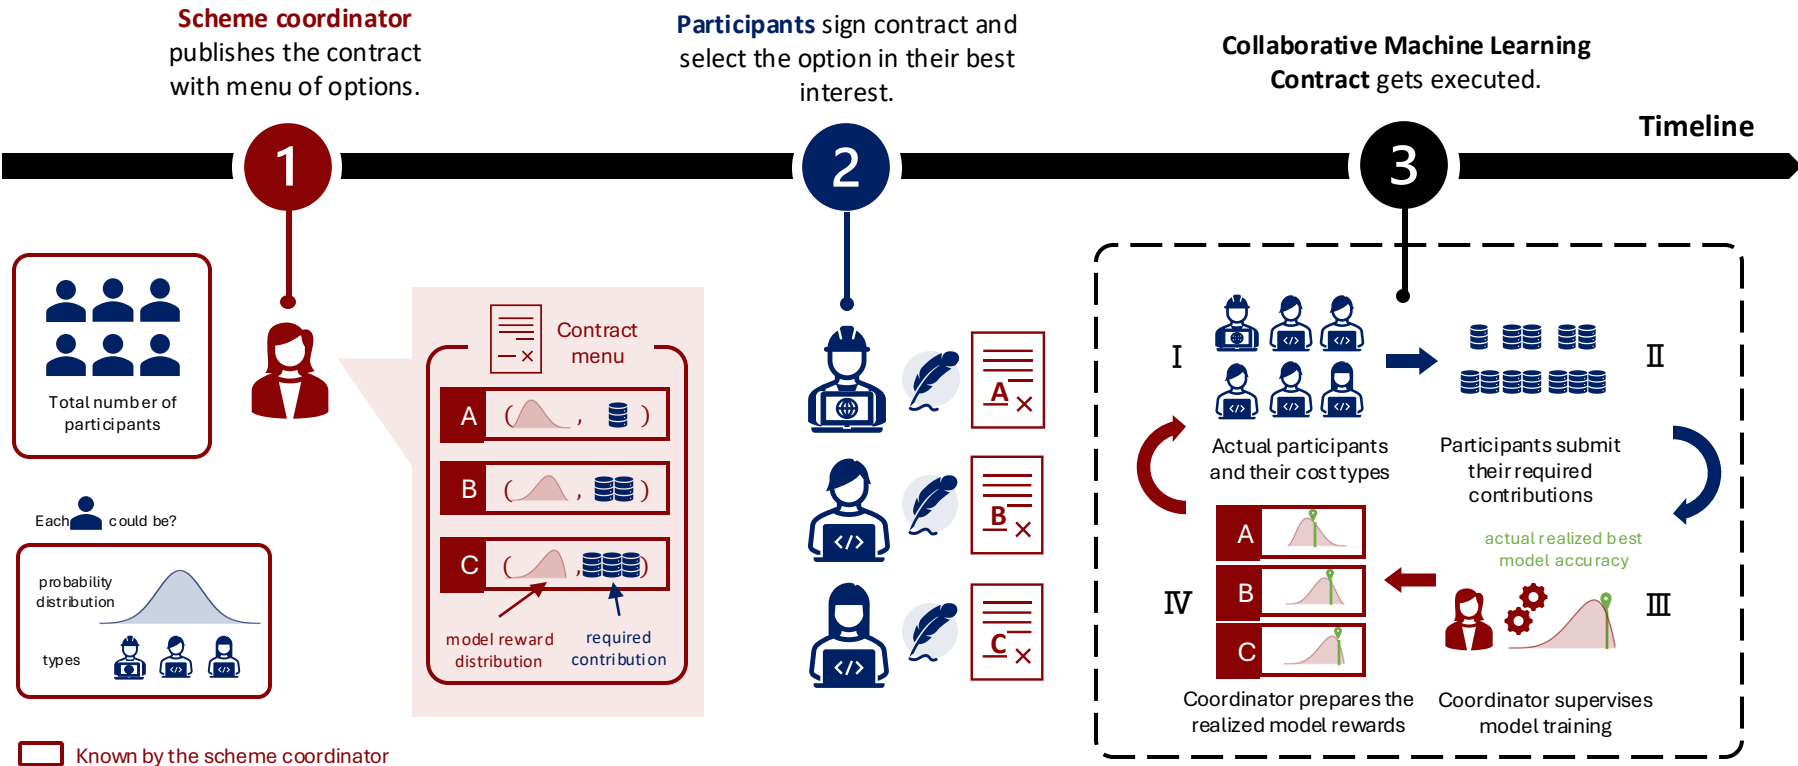 Scheme coordinator
publishes the contract
with menu of options.
Participants sign contract and
select the option in their best
interest.
Collaborative Machine Learning
Contract gets executed.
Timeline
1
2
3
Total number of
participants
Each could be?
probability
distribution
types
Known by the scheme coordinator
Contract
menu
A ( , )
B ( , )
C ( , )
model reward
distribution
required
contribution
A
B
C
I
Actual participants
and their cost types
II
Participants submit
their required
contributions
actual realized best
model accuracy
III
Coordinator supervises
model training
IV
A
B
C
Coordinator prepares the
realized model rewards